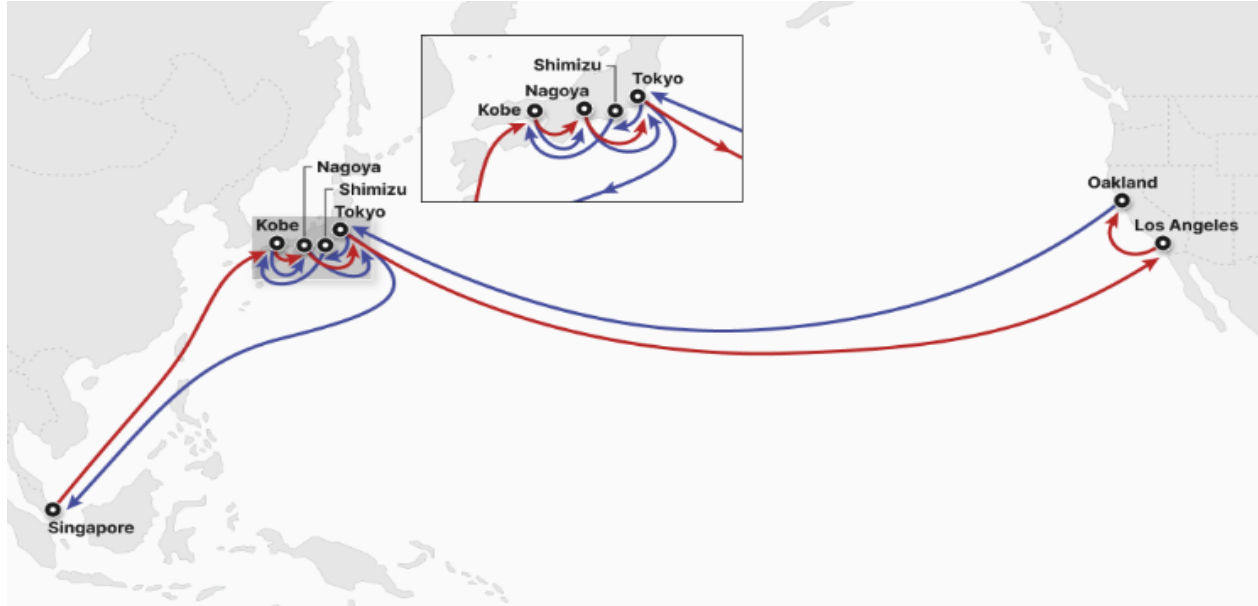 Shimizu
Tokyo
Nagoya
Kobe
Nagoya
Shimizu
Tokyo
Kobe
Oakland
Los Angeles
Singapore